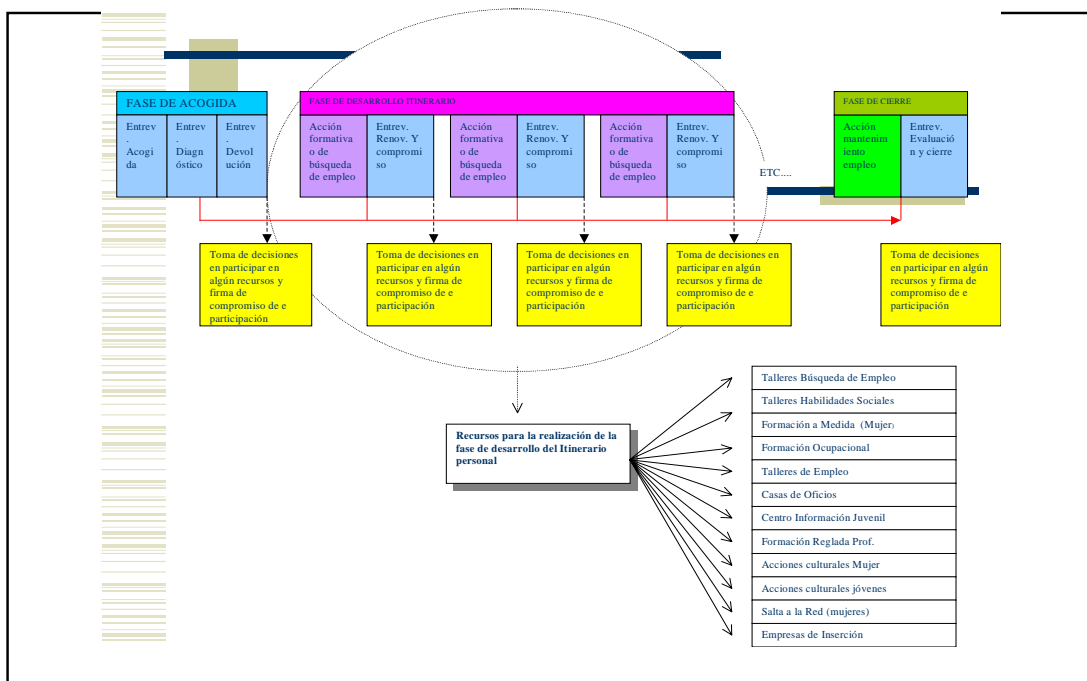 FASE DE ACOGIDA
Entrev
.
Acogi
da
Entrev
.
Diagn
óstico
Entrev
.
Devol
ución
FASE DE DESARROLLO ITINERARIO
Acción
formativa
o de
búsqueda
de empleo
Entrev.
Renov. Y
compromi
so
Acción
formativa
o de
búsqueda
de empleo
Entrev.
Renov. Y
compromi
so
Acción
formativa
o de
búsqueda
de empleo
Entrev.
Renov. Y
compromi
so
ETC....
FASE DE CIERRE
Acción
mantenim
iento
empleo
Entrev.
Evaluació
n y cierre
Toma de decisiones
en participar en
algún recursos y
firma de
compromiso de e
participación
Toma de decisiones
en participar en algún
recursos y firma de
compromiso de e
participación
Toma de decisiones
en participar en algún
recursos y firma de
compromiso de e
participación
Toma de decisiones
en participar en algún
recursos y firma de
compromiso de e
participación
Toma de decisiones
en participar en algún
recursos y firma de
compromiso de e
participación
Recursos para la realización de la
fase de desarrollo del Itinerario
personal
Talleres Búsqueda de Empleo
Talleres Habilidades Sociales
Formación a Medida (Mujer)
Formación Ocupacional
Talleres de Empleo
Casas de Oficios
Centro Información Juvenil
Formación Reglada Prof.
Acciones culturales Mujer
Acciones culturales jóvenes
Salta a la Red (mujeres)
Empresas de Inserción